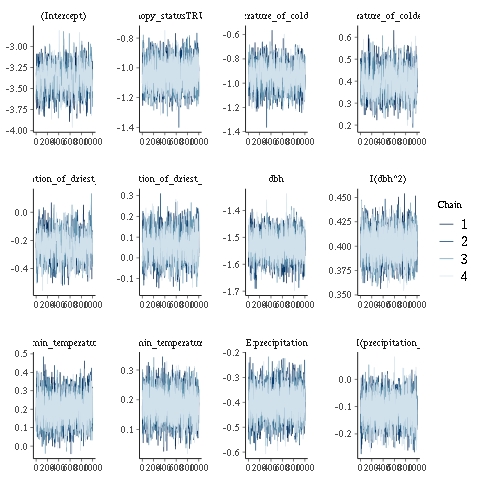 (Intercept) opy_statusTRU rature_of_cold rature_of_colde
-3.00 -0.8 -0.6 0.6
-3.25 -0.8 0.5
-3.50 -1.0 -1.0 0.4
-3.75 -1.2 -1.2 0.3
-4.00 -1.4 -1.4 0.2
tion_of_driest_ tion_of_driest_ dbh I(dbh^2)
0.0 0.3 -1.4 0.450
-0.2 0.2 -1.5 0.425
-0.4 0.1 -1.6 0.400
0.0 0.375
-0.1 -1.7 0.350
Chain
1
2
3
4
nin_temperatur nin_temperatur E:precipitation I(precipitation_
0.5 0.3 -0.2 0.0
0.4 -0.3
0.3 0.2 -0.4 -0.1
0.2
0.1 0.1 -0.5 -0.2
0.0 -0.6